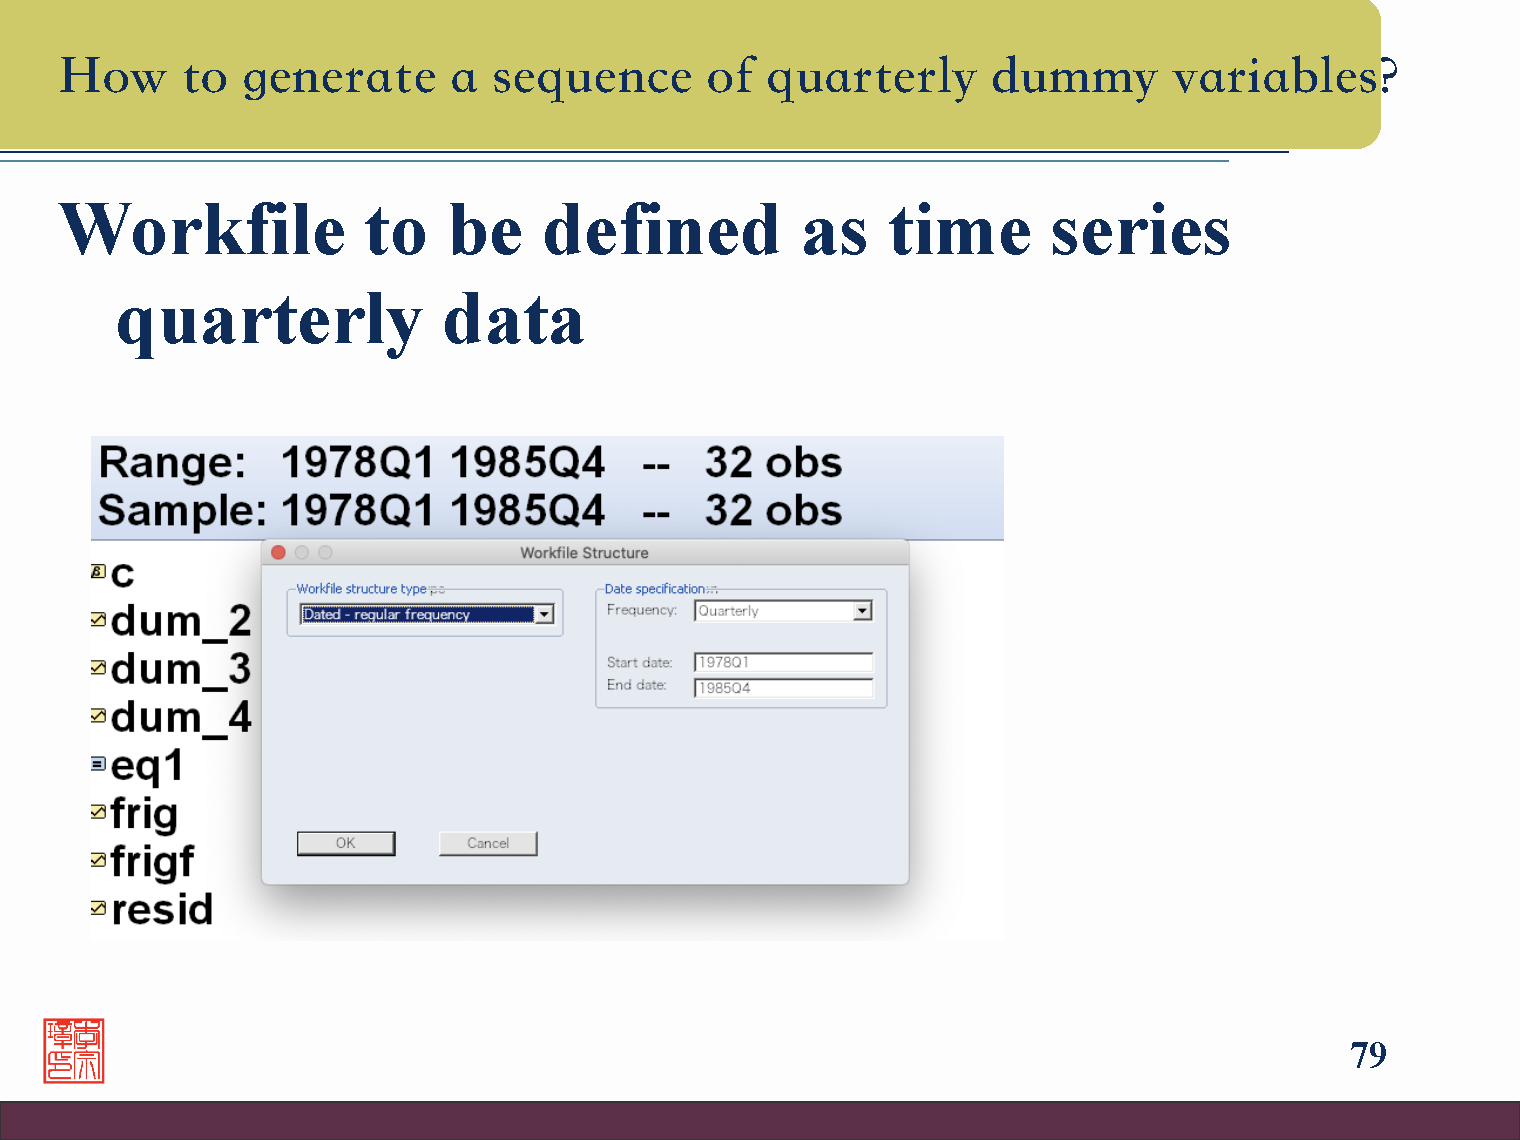 How to generate a sequence of quarterly dummy variables?
Workfile to be defined as time series
quarterly data
Range: 1978Q1 1985Q4 -- 32 obs
Sample: 1978Q1 1985Q4 -- 32 obs
Workfile Structure
c
dum_2
dum_3
dum_4
eq1
frig
frigf
resid
Workfile structure type
Dated - regular frequency
Date specification
Frequency: Quarterly
Start date: 1978Q1
End date: 1985Q4
OK Cancel
79